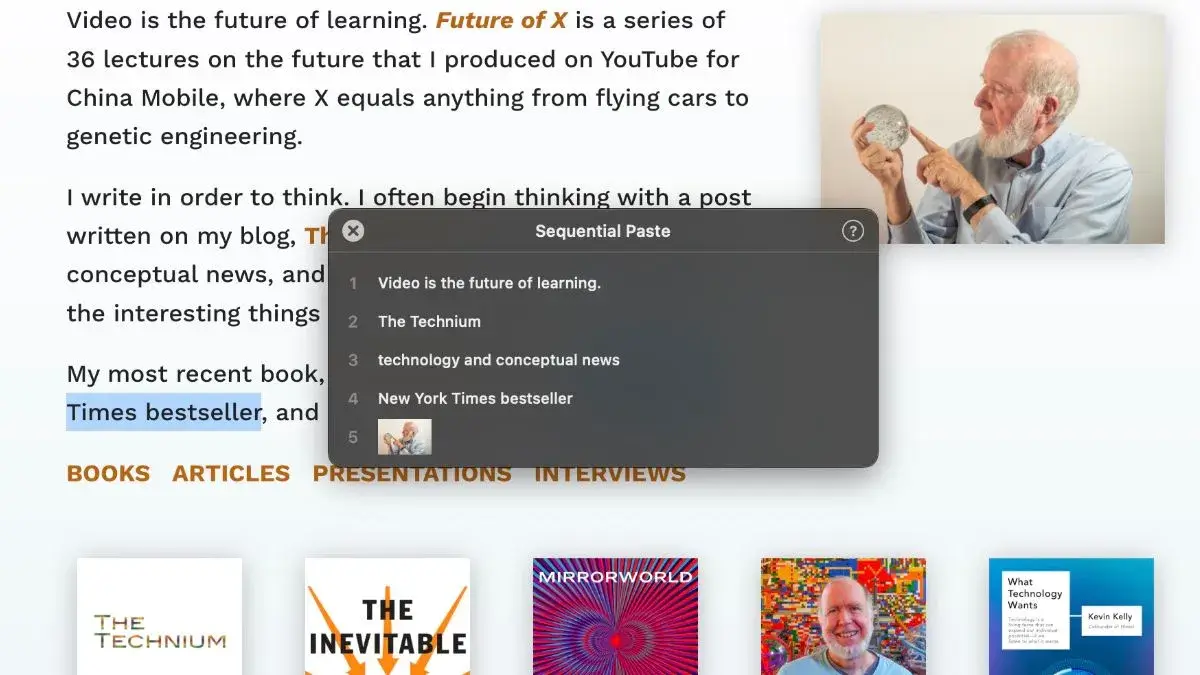 Video is the future of learning. Future of X is a series of
36 lectures on the future that I produced on YouTube for
China Mobile, where X equals anything from flying cars to
genetic engineering.
I write in order to think. I often begin thinking with a post
written on my blog, Th
conceptual news, and
the interesting things
My most recent book,
Times bestseller, and
Sequential Paste
?
1 Video is the future of learning.
2 The Technium
3 technology and conceptual news
4 New York Times bestseller
5
BOOKS ARTICLES PRESENTATIONS INTERVIEWS
THE
TECHNIUM
THE
INEVITABLE
MIRRORWORLD
What
Technology
Wants
Kevin Kelly